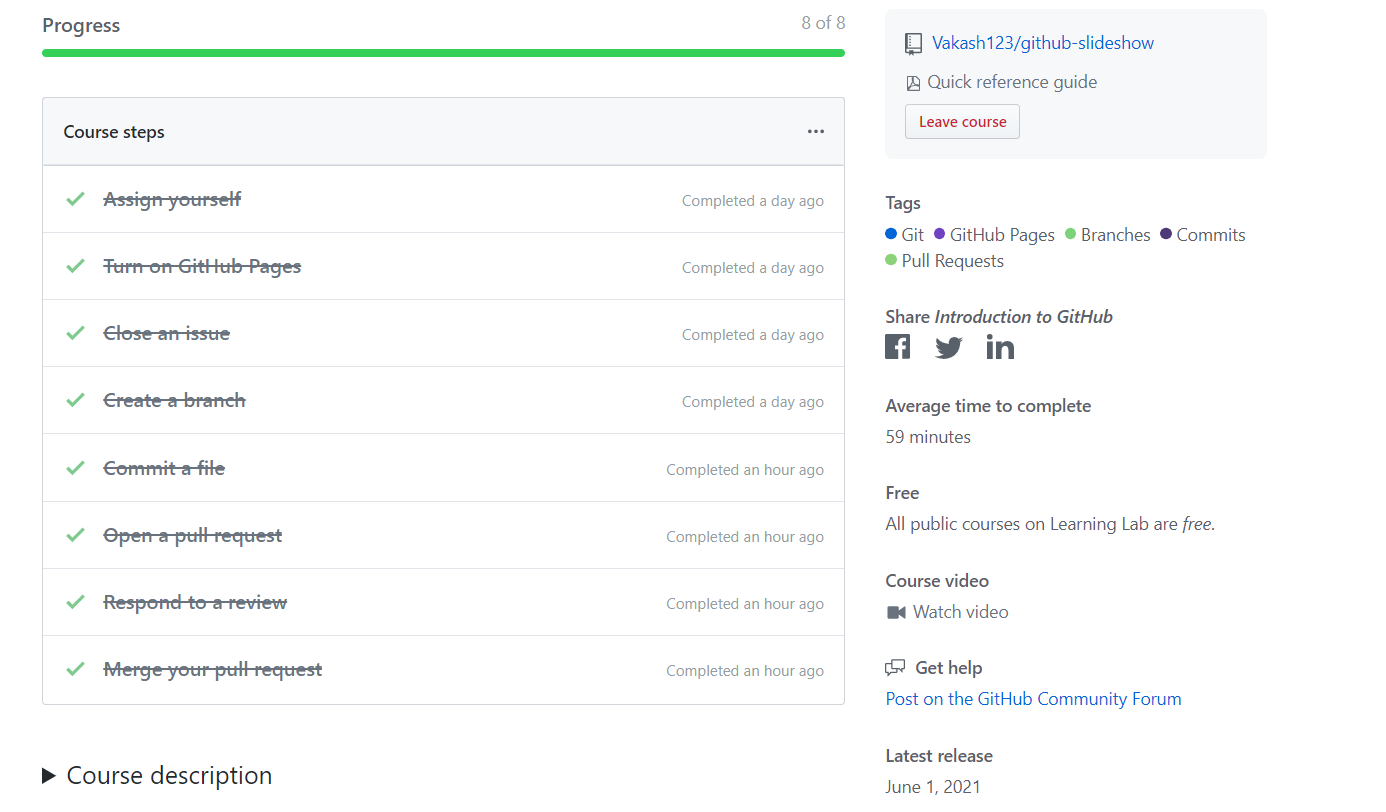 Progress
8 of 8
Course steps
Assign yourself
Completed a day ago
Turn on GitHub Pages
Completed a day ago
Close an issue
Completed a day ago
Create a branch
Completed a day ago
Commit a file
Completed an hour ago
Open a pull request
Completed an hour ago
Respond to a review
Completed an hour ago
Merge your pull request
Completed an hour ago
Course description
Vakash123/github-slideshow
Quick reference guide
Leave course
Tags
Git GitHub Pages Branches Commits
Pull Requests
Share Introduction to GitHub
Average time to complete
59 minutes
Free
All public courses on Learning Lab are free.
Course video
Watch video
Get help
Post on the GitHub Community Forum
Latest release
June 1, 2021